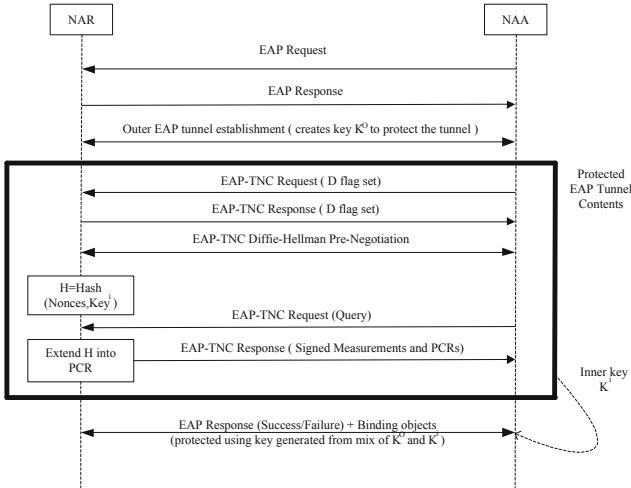 NAR
NAA
EAP Request
EAP Response
Outer EAP tunnel establishment ( creates key K^O to protect the tunnel )
EAP-TNC Request ( D flag set)
Protected
EAP Tunnel
Contents
EAP-TNC Response ( D flag set)
EAP-TNC Diffie-Hellman Pre-Negotiation
H=Hash
(Nonces,Key^i)
EAP-TNC Request (Query)
Extend H into
PCR
EAP-TNC Response ( Signed Measurements and PCRs)
Inner key
K^i
EAP Response (Success/Failure) + Binding objects
(protected using key generated from mix of K^O and K^i )